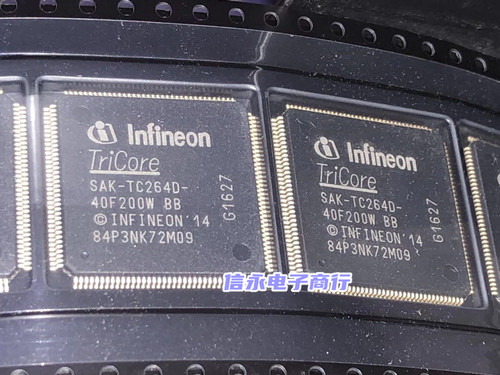 Infineon
TriCore
SAK-TC264D-
40F200W BB
©INFINEON'14
84P3NK72M09
G1627
Infineon
TriCore
SAK-TC264D-
40F200W BB
©INFINEON'14
84P3NK72M09
G1627
信永电子商行